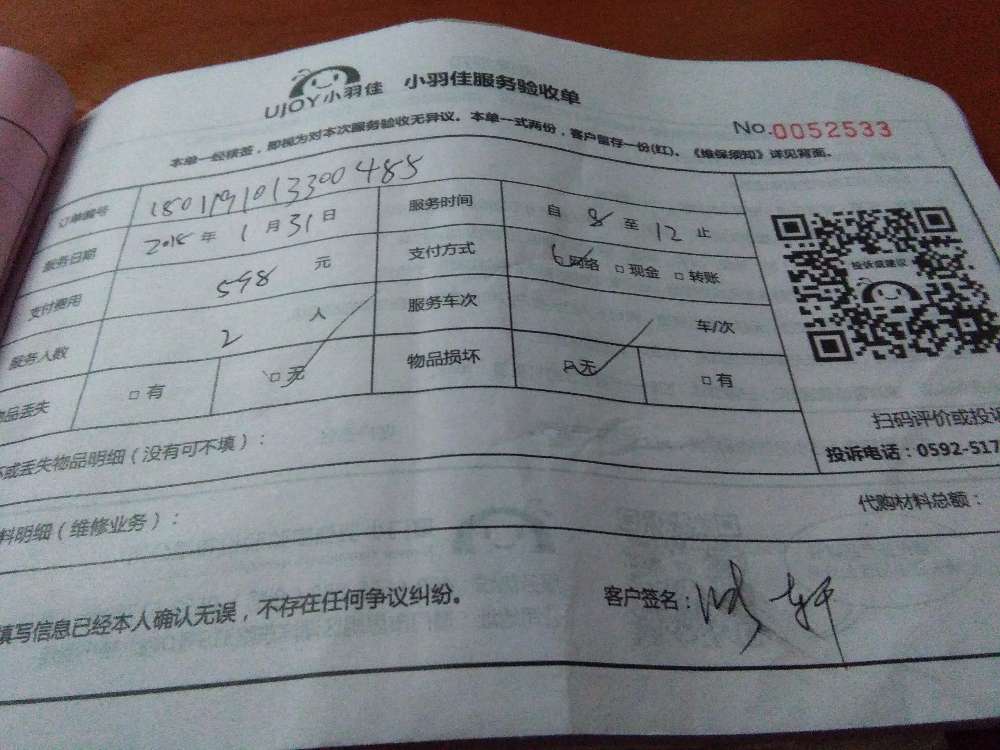 UJOY小羽佳 小羽佳服务验收单
No.0052533
本单一经核签，即视为对本次服务验收无异议。本单一式两份，客户留存一份(红)。《维保须知》详见背面。
订单编号 1801191013300485
服务日期 2018 年 1 月 31 日 服务时间 自 8 至 12 止
支付费用 598 元 支付方式 网络 □现金 □转账
服务人数 2 人 服务车次 车/次
物品丢失 □有 □无 物品损坏 □无 □有
投诉或建议
扫码评价或投诉
投诉电话：0592-517
坏或丢失物品明细（没有可不填）：
料明细（维修业务）： 代购材料总额：
填写信息已经本人确认无误，不存在任何争议纠纷。 客户签名：